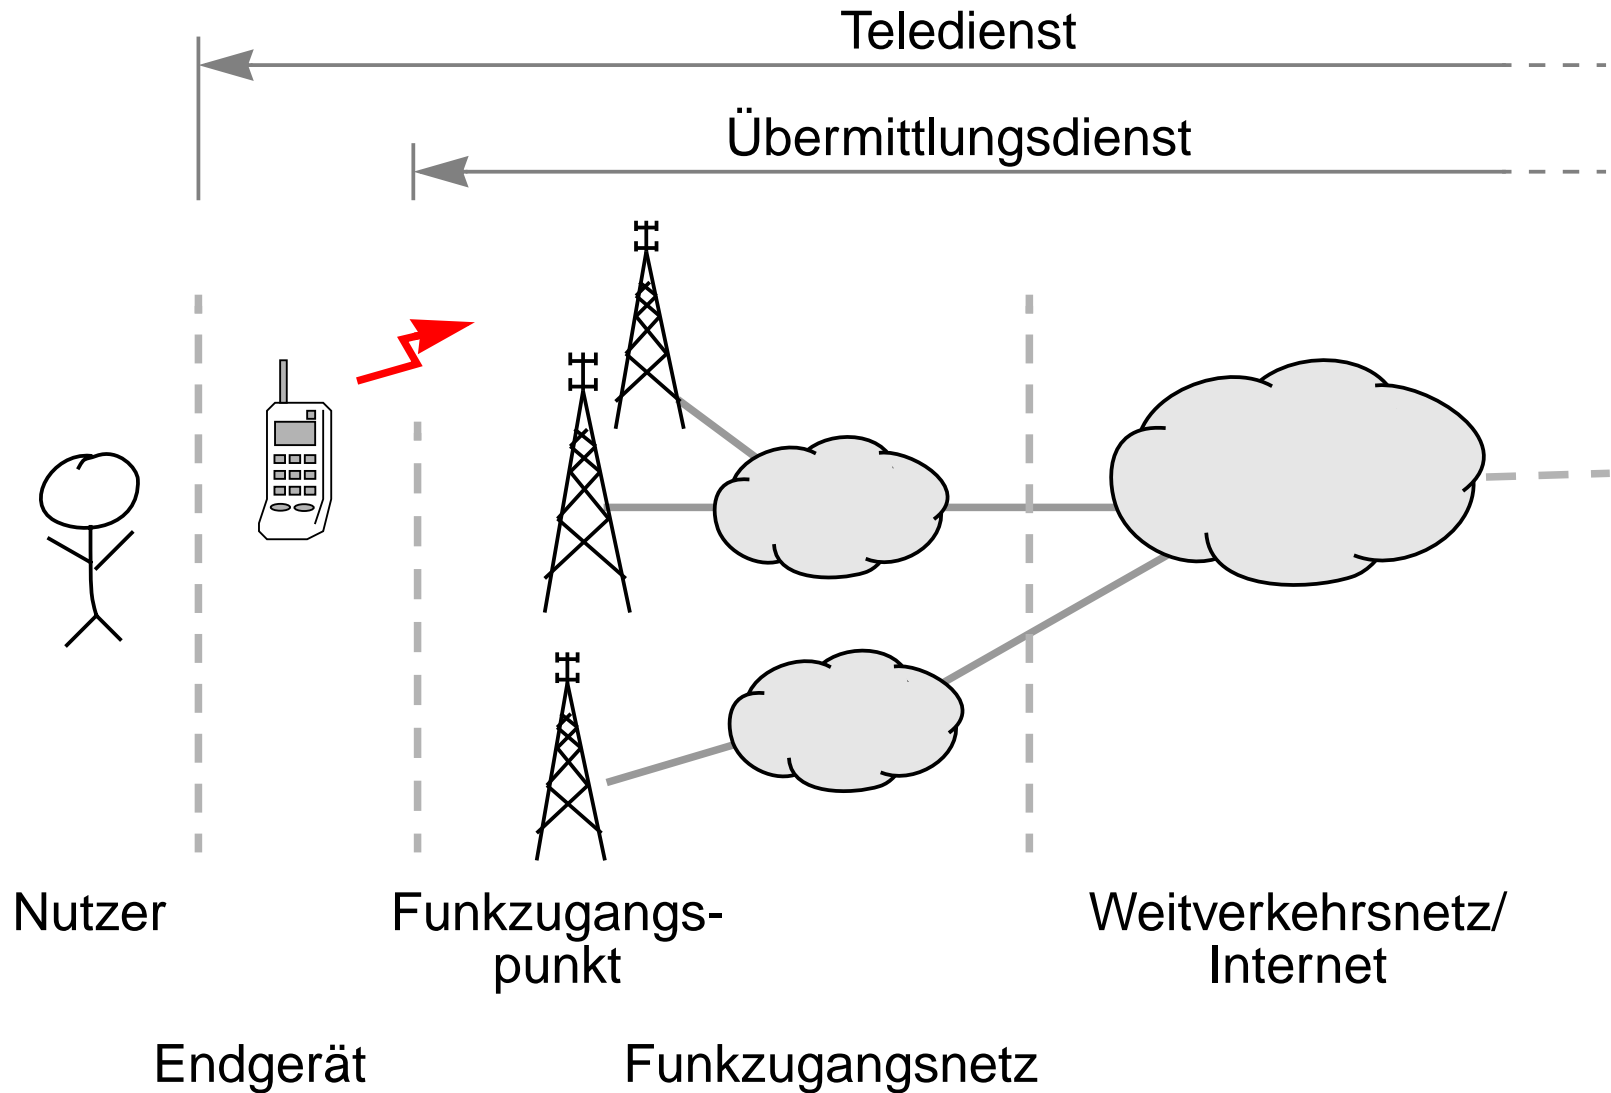 Teledienst
Übermittlungsdienst
Nutzer
Funkzugangs-
punkt
Weitverkehrsnetz/
Internet
Endgerät
Funkzugangsnetz